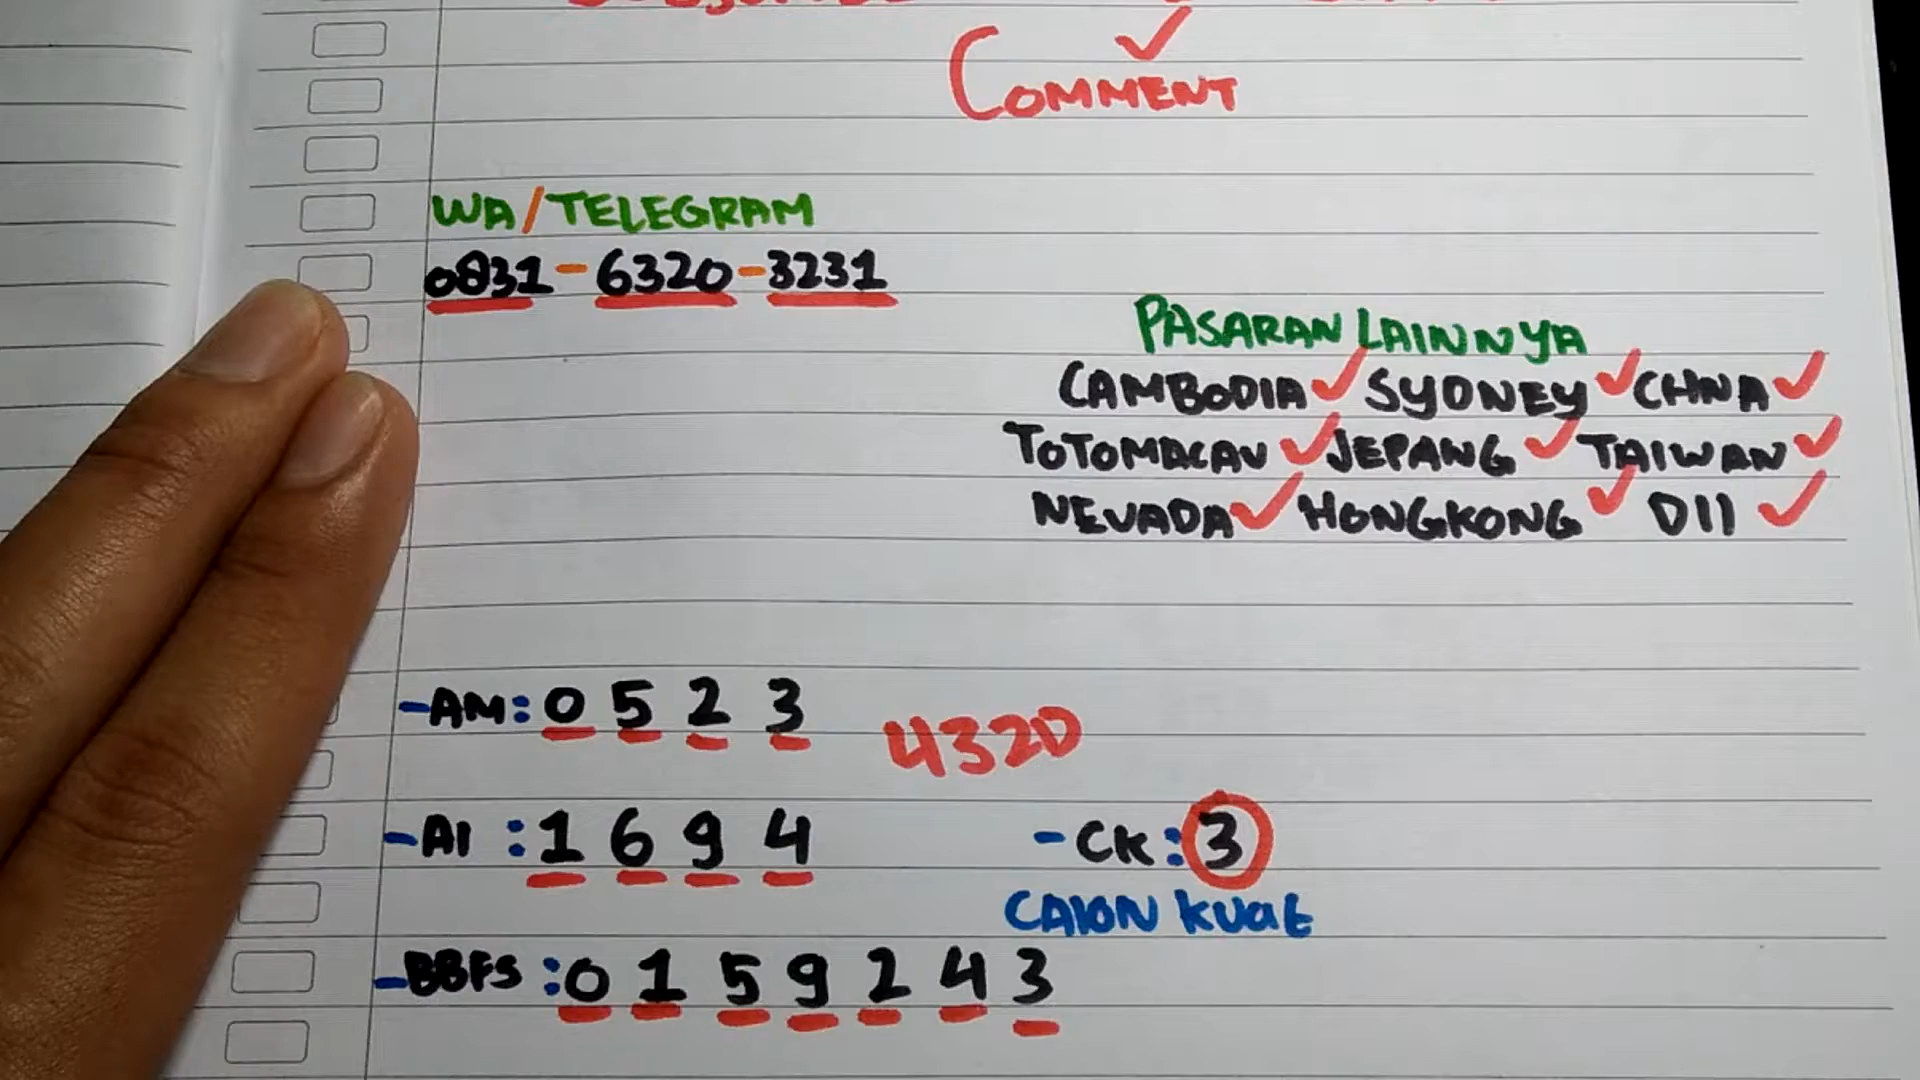 COMMENT
WA/TELEGRAM
0831-6320-3231
PASARAN LAINNYA
CAMBODIA ✓ SYDNEY ✓ CHNA ✓
TOTOMACAU ✓ JEPANG ✓ TAIWAN ✓
NEVADA ✓ HONGKONG ✓ Dll ✓
-AM: 0 5 2 3
4320
-AI : 1 6 9 4
-CK: 3
CALON KUAt
-BBFS : 0 1 5 9 2 4 3